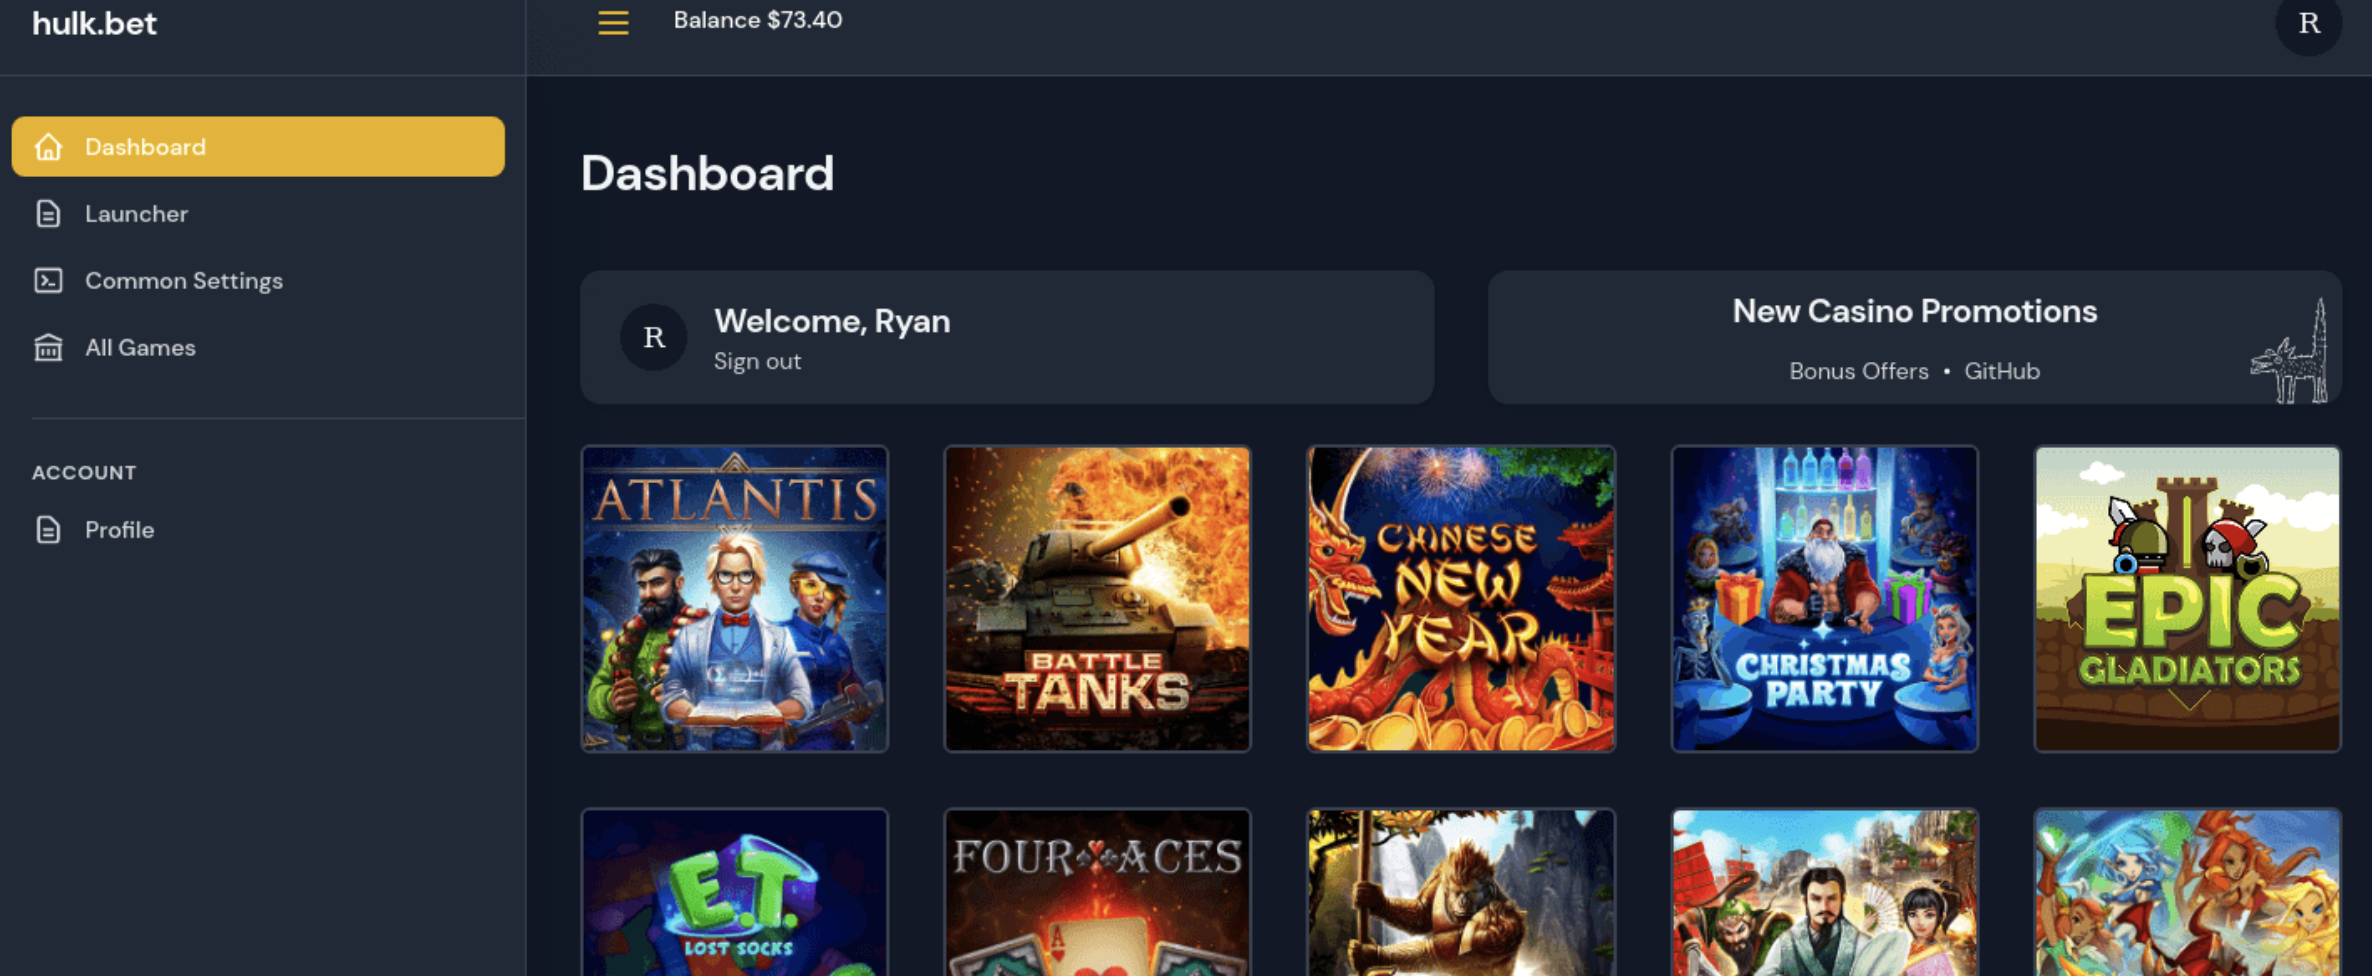 hulk.bet
Balance $73.40
R
Dashboard
Launcher
Common Settings
All Games
ACCOUNT
Profile
Dashboard
R
Welcome, Ryan
Sign out
New Casino Promotions
Bonus Offers • GitHub
ATLANTIS
BATTLE
TANKS
CHINESE
NEW
YEAR
CHRISTMAS
PARTY
EPIC
GLADIATORS
E.T.
LOST SOCKS
FOUR ACES
A